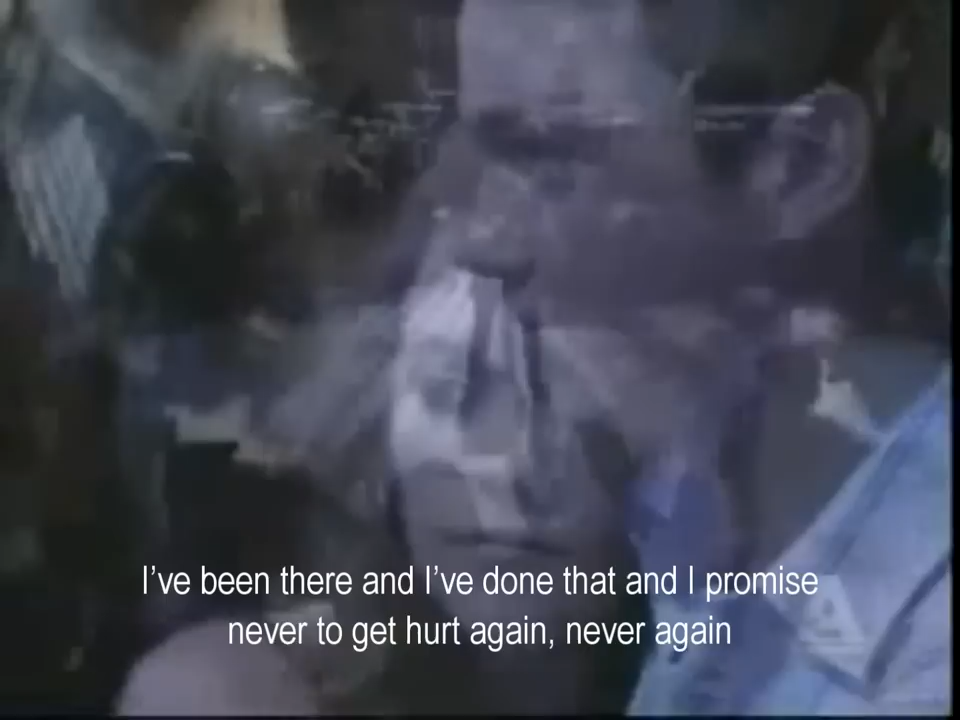 I’ve been there and I’ve done that and I promise
never to get hurt again, never again